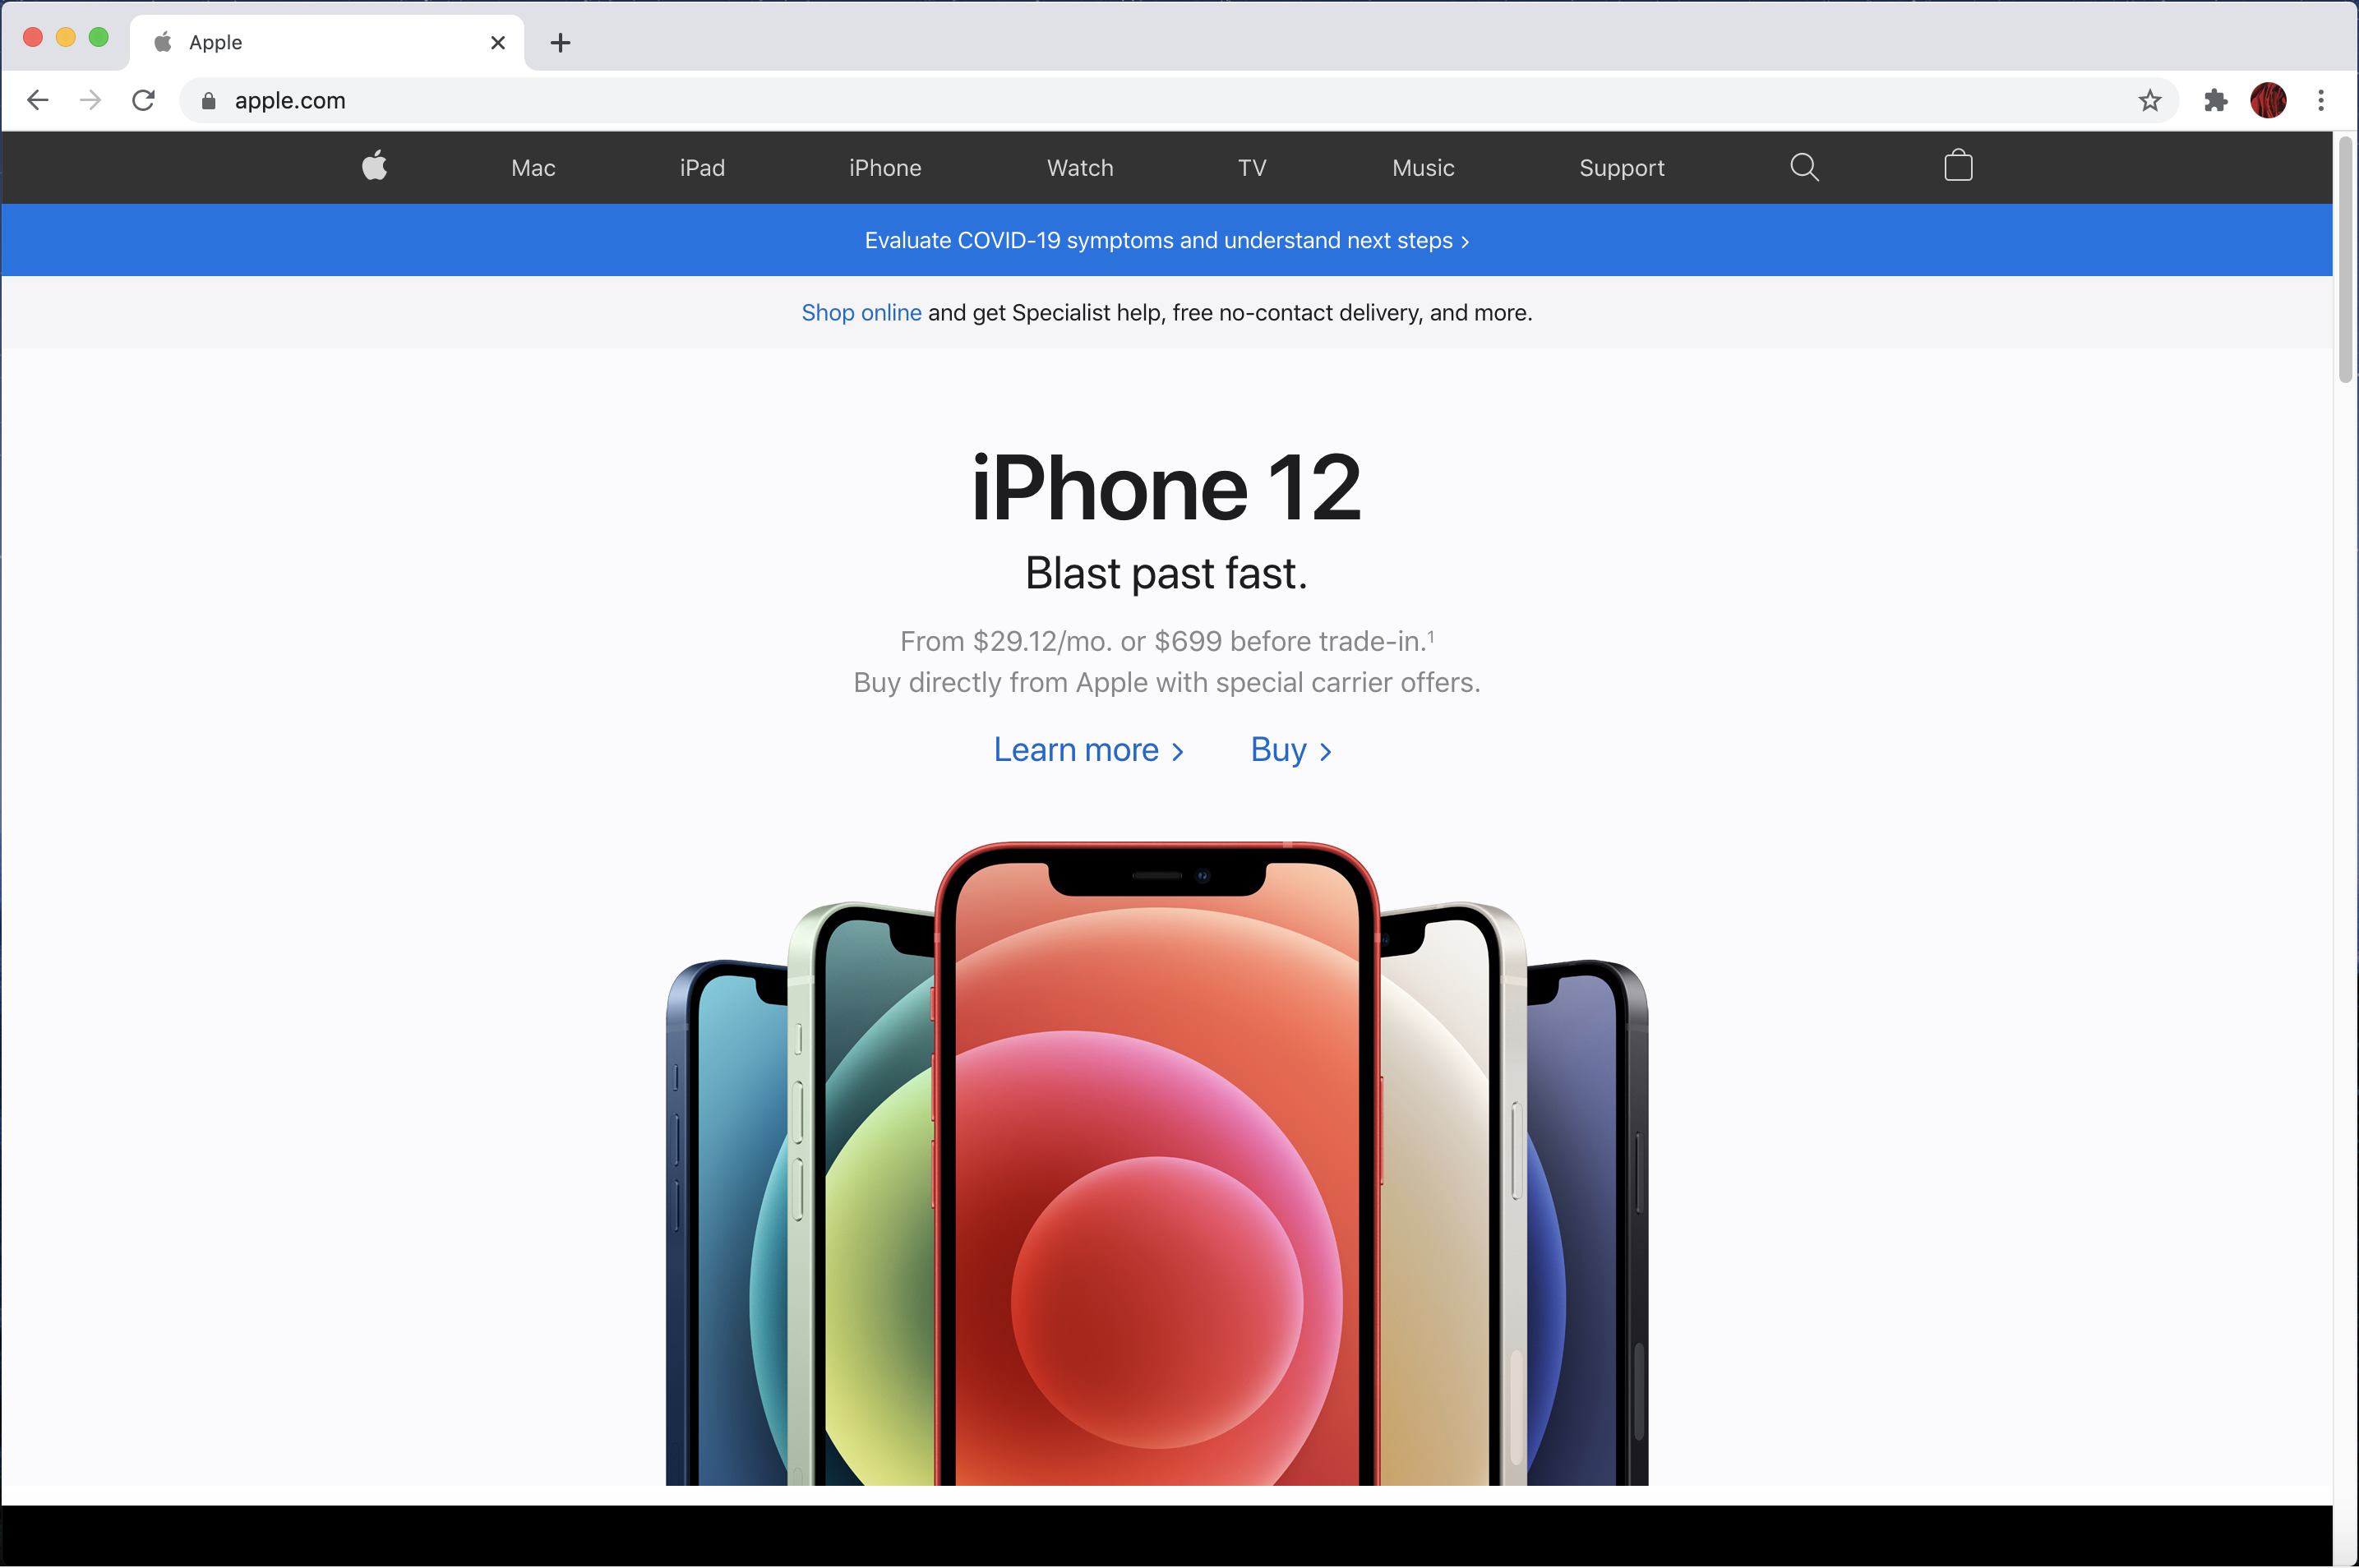 Apple
apple.com
Mac iPad iPhone Watch TV Music Support
Evaluate COVID-19 symptoms and understand next steps >
Shop online and get Specialist help, free no-contact delivery, and more.
iPhone 12
Blast past fast.
From $29.12/mo. or $699 before trade-in.¹
Buy directly from Apple with special carrier offers.
Learn more > Buy >